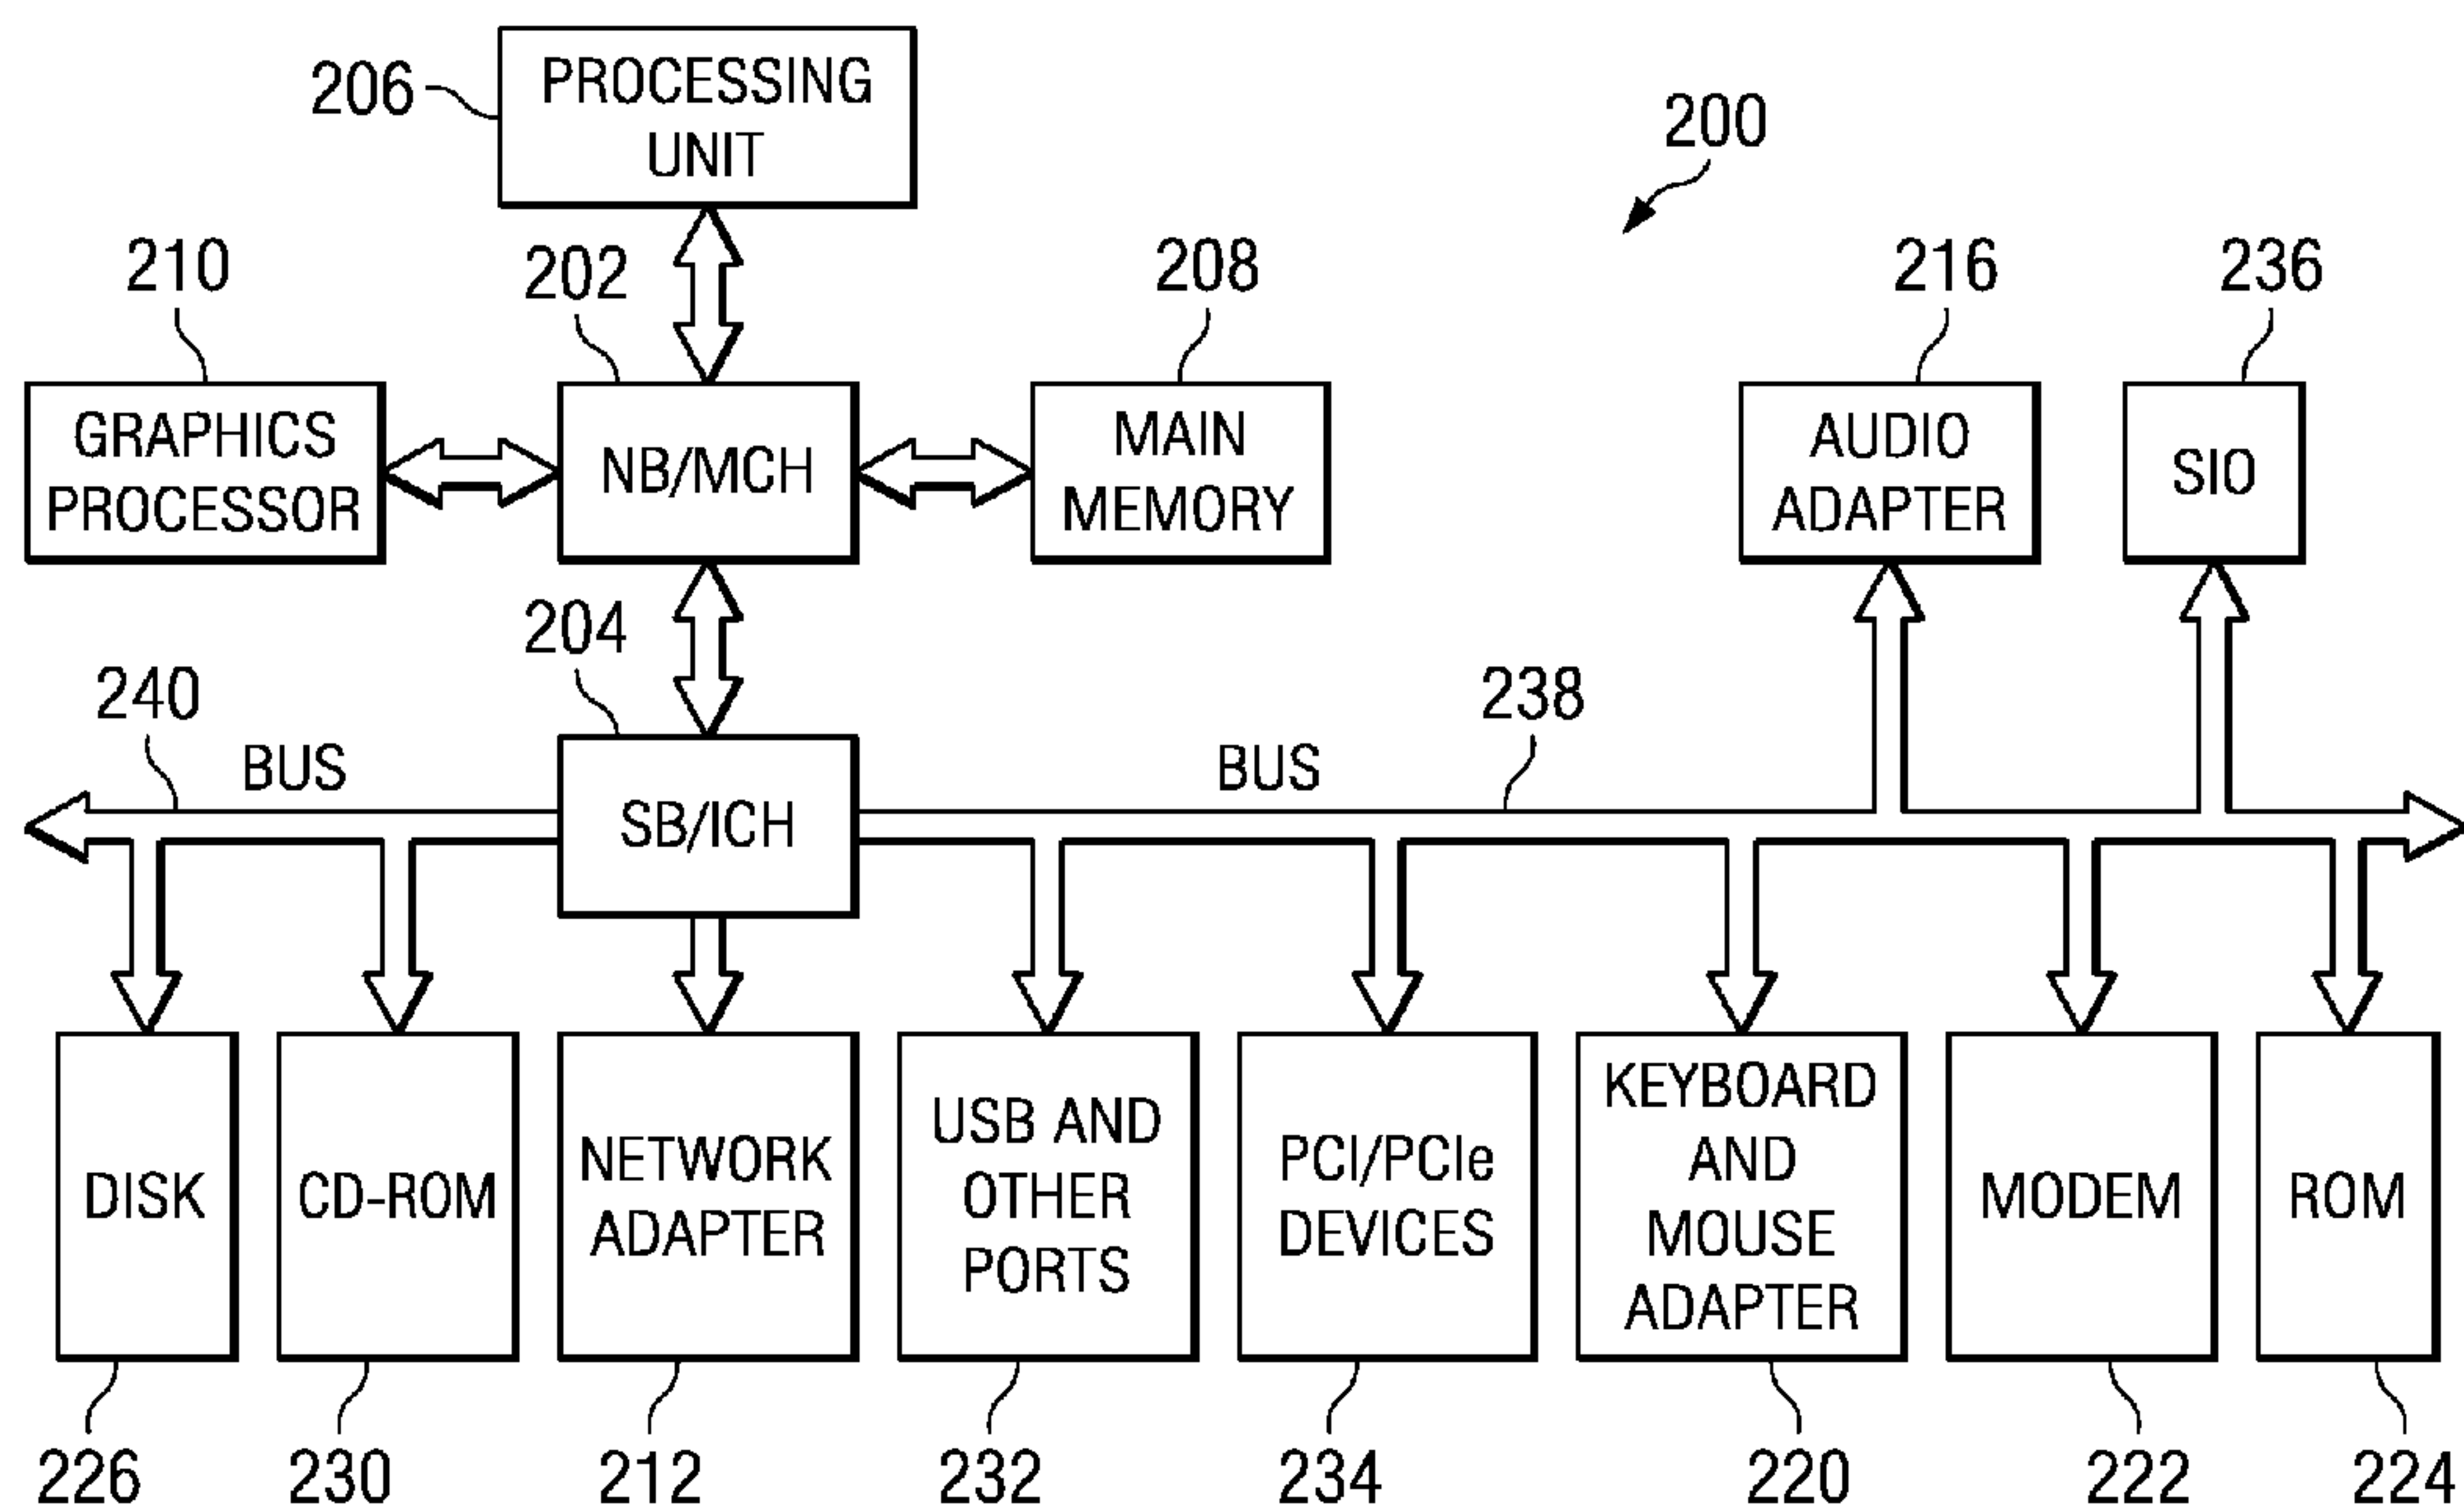 PROCESSING
UNIT
206
200
210
202
208
216
236
GRAPHICS
PROCESSOR
NB/MCH
MAIN
MEMORY
AUDIO
ADAPTER
SIO
204
240
BUS
238
BUS
SB/ICH
DISK
CD-ROM
NETWORK
ADAPTER
USB AND
OTHER
PORTS
PCI/PCIe
DEVICES
KEYBOARD
AND
MOUSE
ADAPTER
MODEM
ROM
226
230
212
232
234
220
222
224